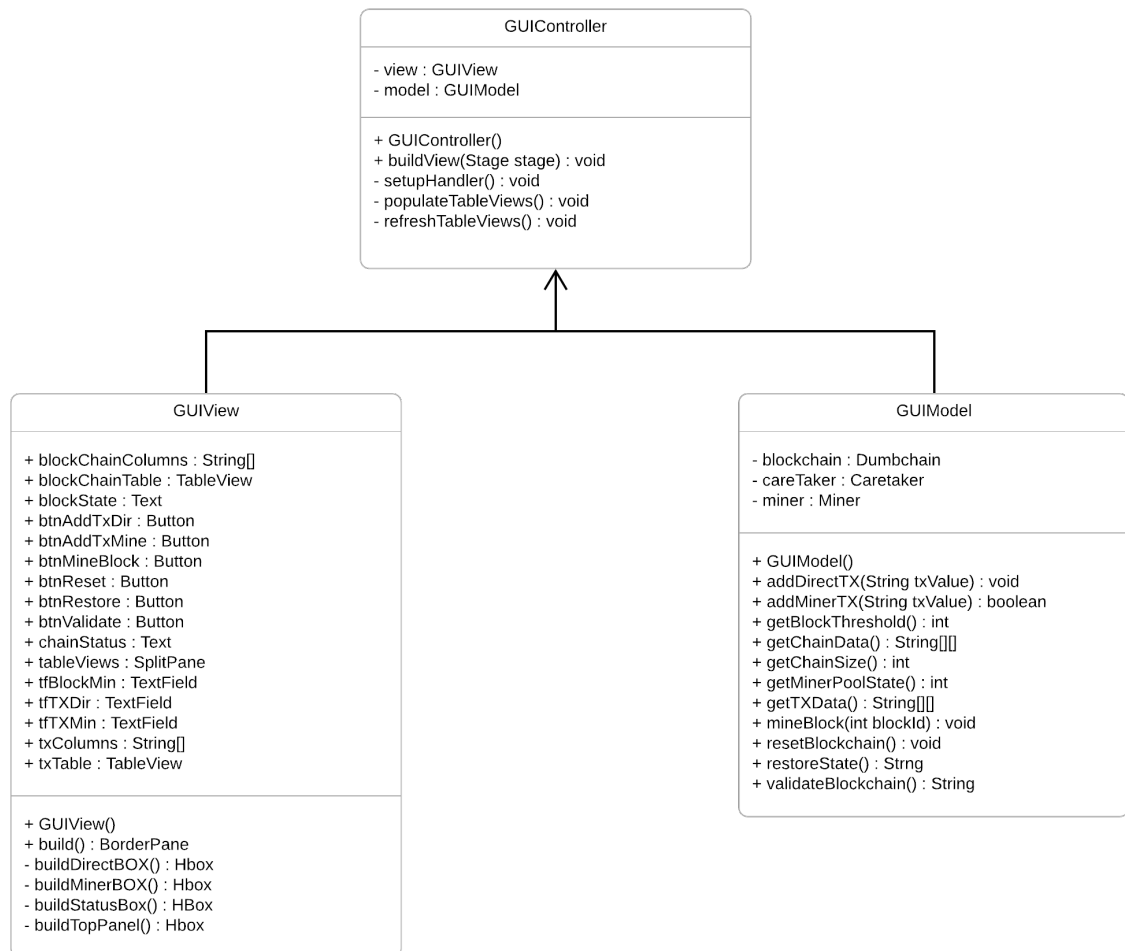 GUIController
- view : GUIView
- model : GUIModel
+ GUIController()
+ buildView(Stage stage) : void
- setupHandler() : void
- populateTableViews() : void
- refreshTableViews() : void
GUIView
+ blockChainColumns : String[]
+ blockChainTable : TableView
+ blockState : Text
+ btnAddTxDir : Button
+ btnAddTxMine : Button
+ btnMineBlock : Button
+ btnReset : Button
+ btnRestore : Button
+ btnValidate : Button
+ chainStatus : Text
+ tableViews : SplitPane
+ tfBlockMin : TextField
+ tfTXDir : TextField
+ tfTXMin : TextField
+ txColumns : String[]
+ txTable : TableView
+ GUIView()
+ build() : BorderPane
- buildDirectBOX() : Hbox
- buildMinerBOX() : Hbox
- buildStatusBox() : HBox
- buildTopPanel() : Hbox
GUIModel
- blockchain : Dumbchain
- careTaker : Caretaker
- miner : Miner
+ GUIModel()
+ addDirectTX(String txValue) : void
+ addMinerTX(String txValue) : boolean
+ getBlockThreshold() : int
+ getChainData() : String[][]
+ getChainSize() : int
+ getMinerPoolState() : int
+ getTXData() : String[][]
+ mineBlock(int blockId) : void
+ resetBlockchain() : void
+ restoreState() : Strng
+ validateBlockchain() : String